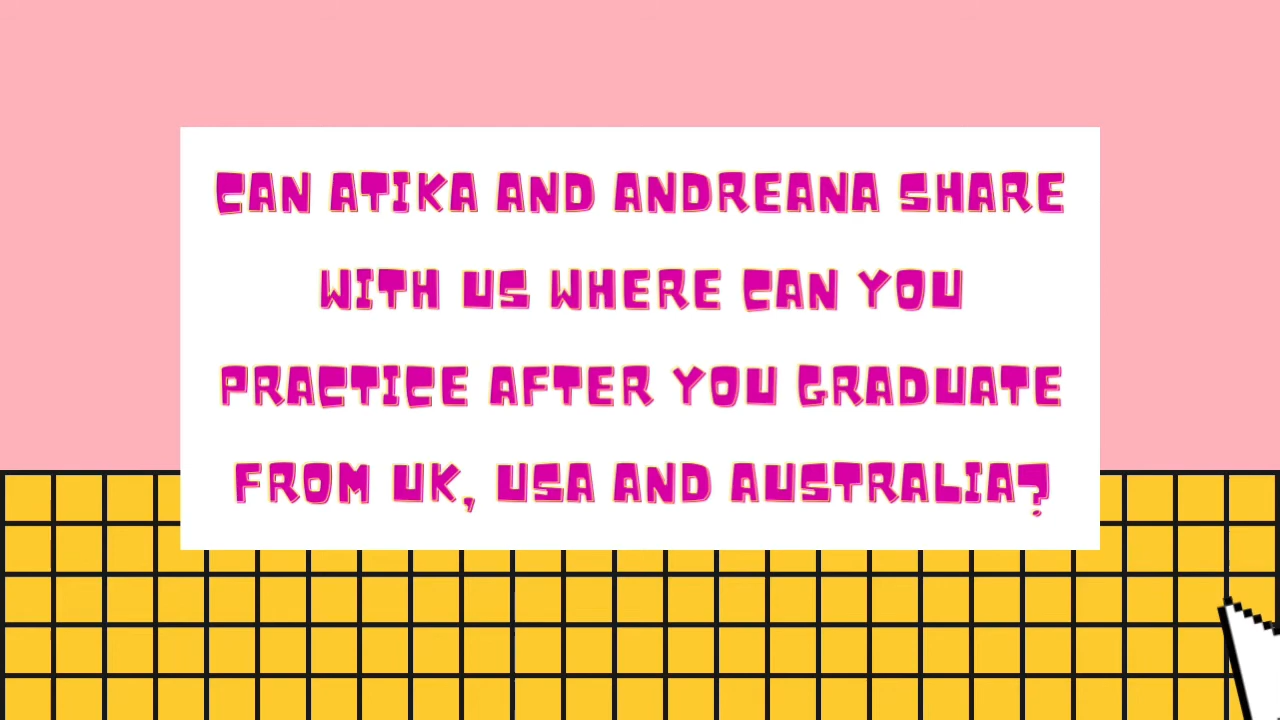 CAN ATIKA AND ANDREANA SHARE
WITH US WHERE CAN YOU
PRACTICE AFTER YOU GRADUATE
FROM UK, USA AND AUSTRALIA?